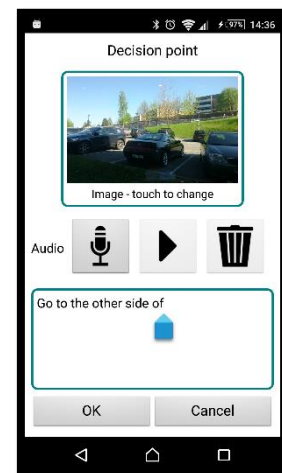 97% 14:36
Decision point
Image - touch to change
Audio
Go to the other side of
OK Cancel